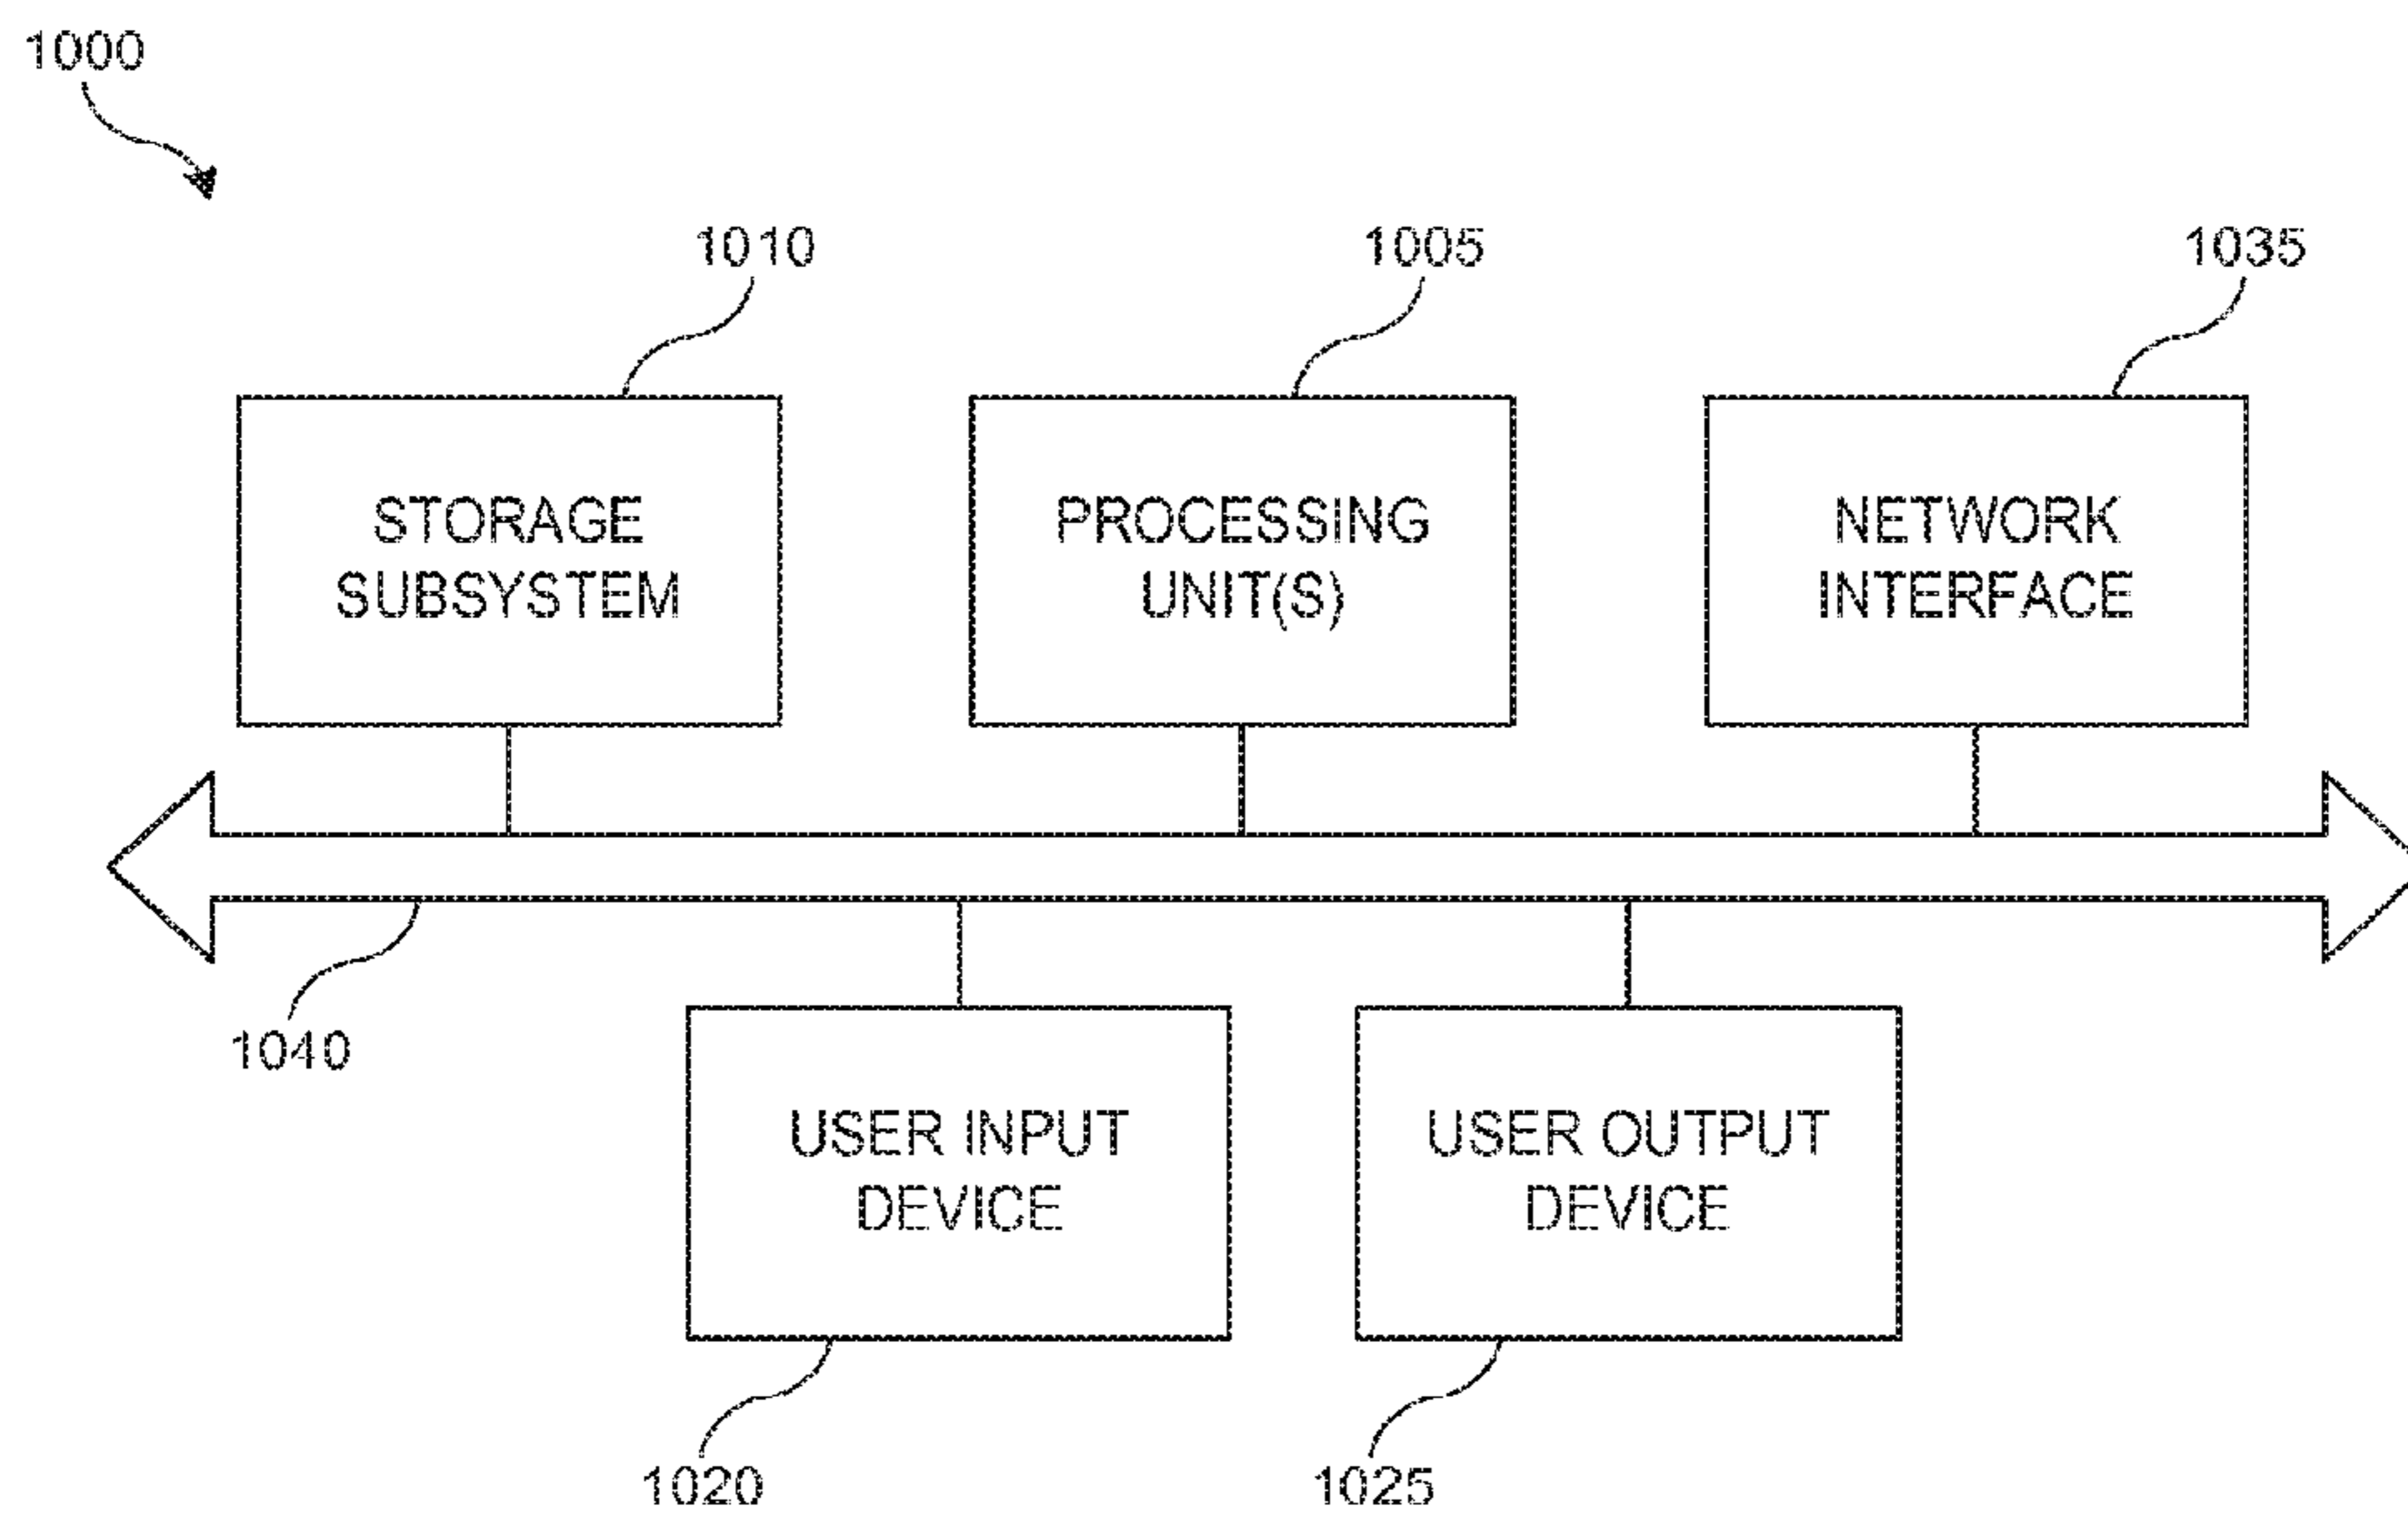 1000
1010
1005
1035
STORAGE
SUBSYSTEM
PROCESSING
UNIT(S)
NETWORK
INTERFACE
1040
USER INPUT
DEVICE
USER OUTPUT
DEVICE
1020
1025